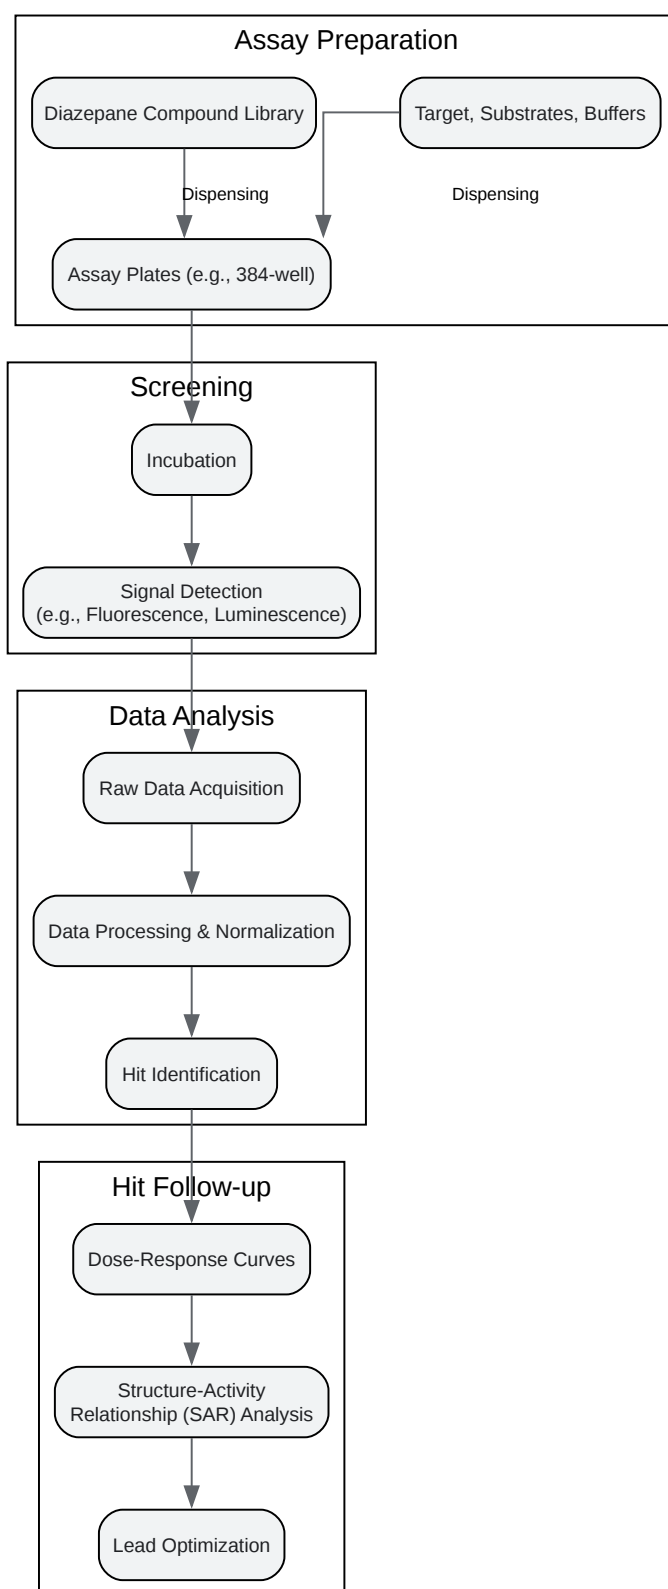 Assay Preparation
Diazepane Compound Library
Target, Substrates, Buffers
Dispensing
Dispensing
Assay Plates (e.g., 384-well)
Screening
Incubation
Signal Detection
(e.g., Fluorescence, Luminescence)
Data Analysis
Raw Data Acquisition
Data Processing & Normalization
Hit Identification
Hit Follow-up
Dose-Response Curves
Structure-Activity
Relationship (SAR) Analysis
Lead Optimization